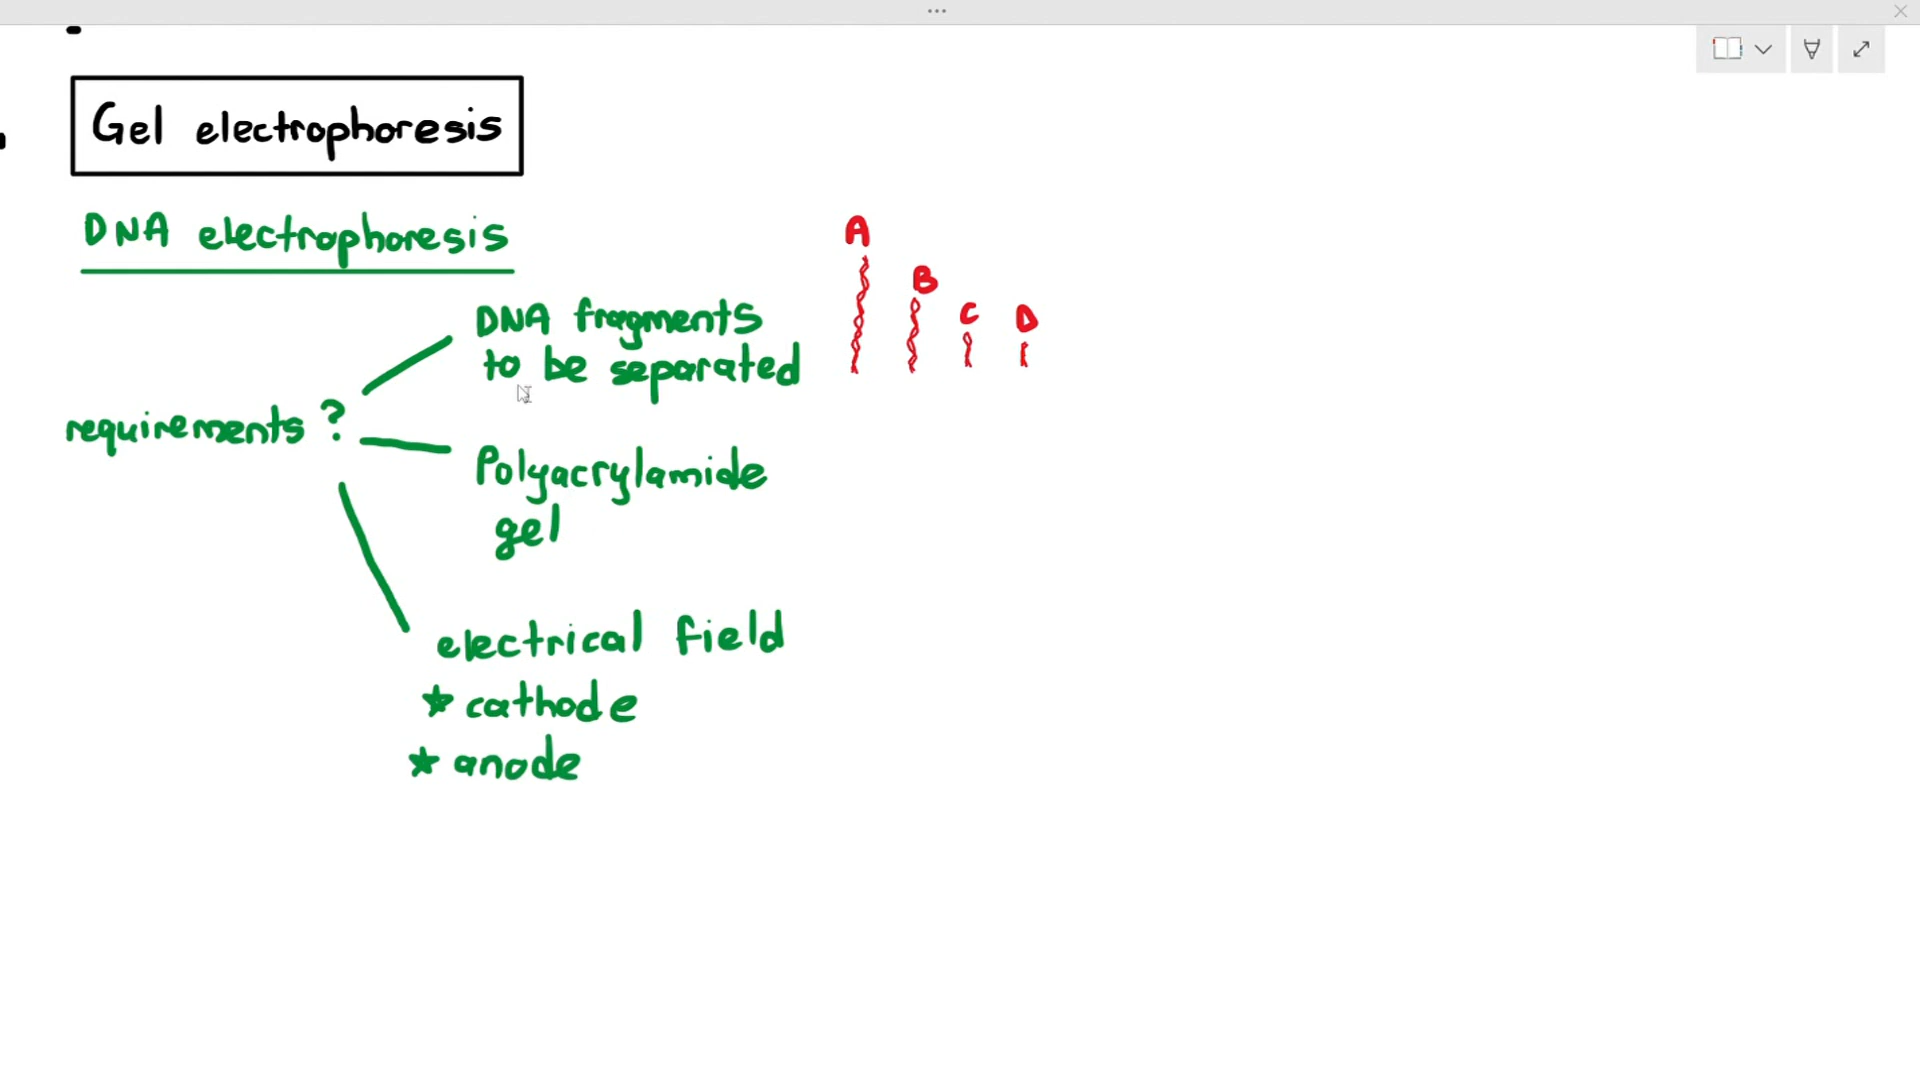 Gel electrophoresis
DNA electrophoresis
A
B
C
D
DNA fragments
to be separated
requirements ?
Polyacrylamide
gel
electrical field
★ cathode
★ anode